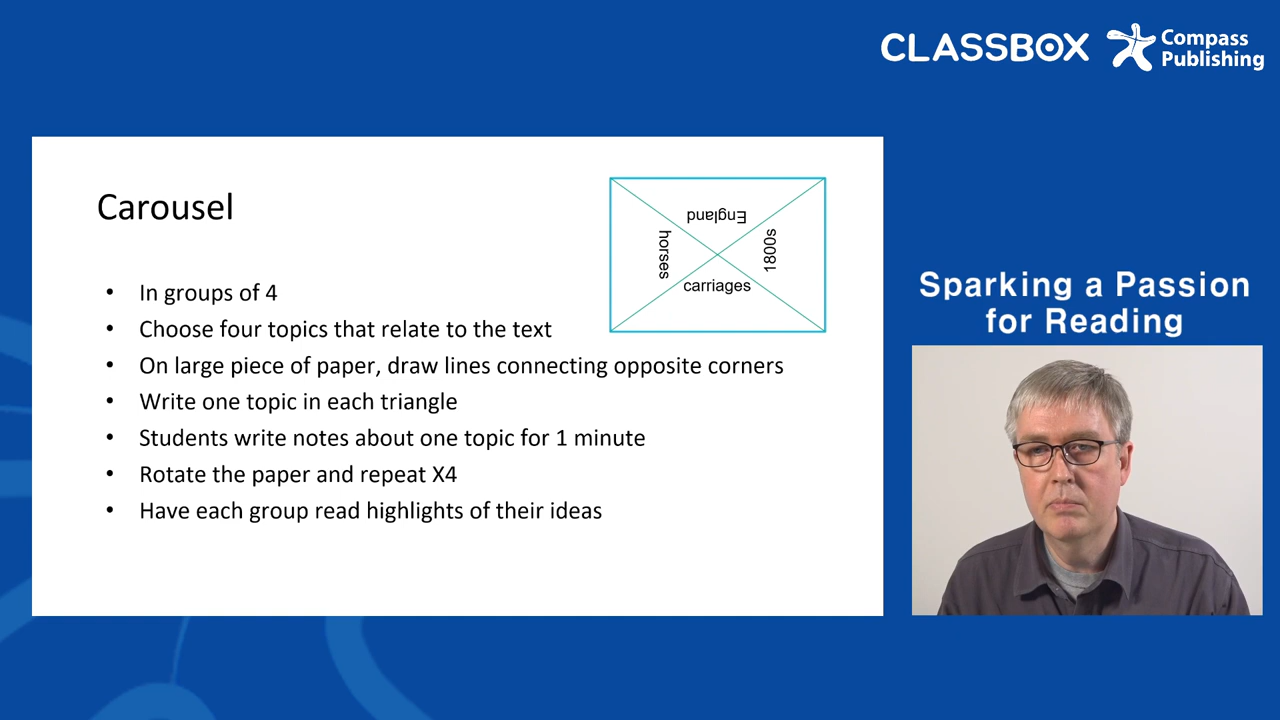 CLASSBOX
Compass
Publishing
Carousel
England
horses
1800s
carriages
• In groups of 4
• Choose four topics that relate to the text
• On large piece of paper, draw lines connecting opposite corners
• Write one topic in each triangle
• Students write notes about one topic for 1 minute
• Rotate the paper and repeat X4
• Have each group read highlights of their ideas
Sparking a Passion
for Reading